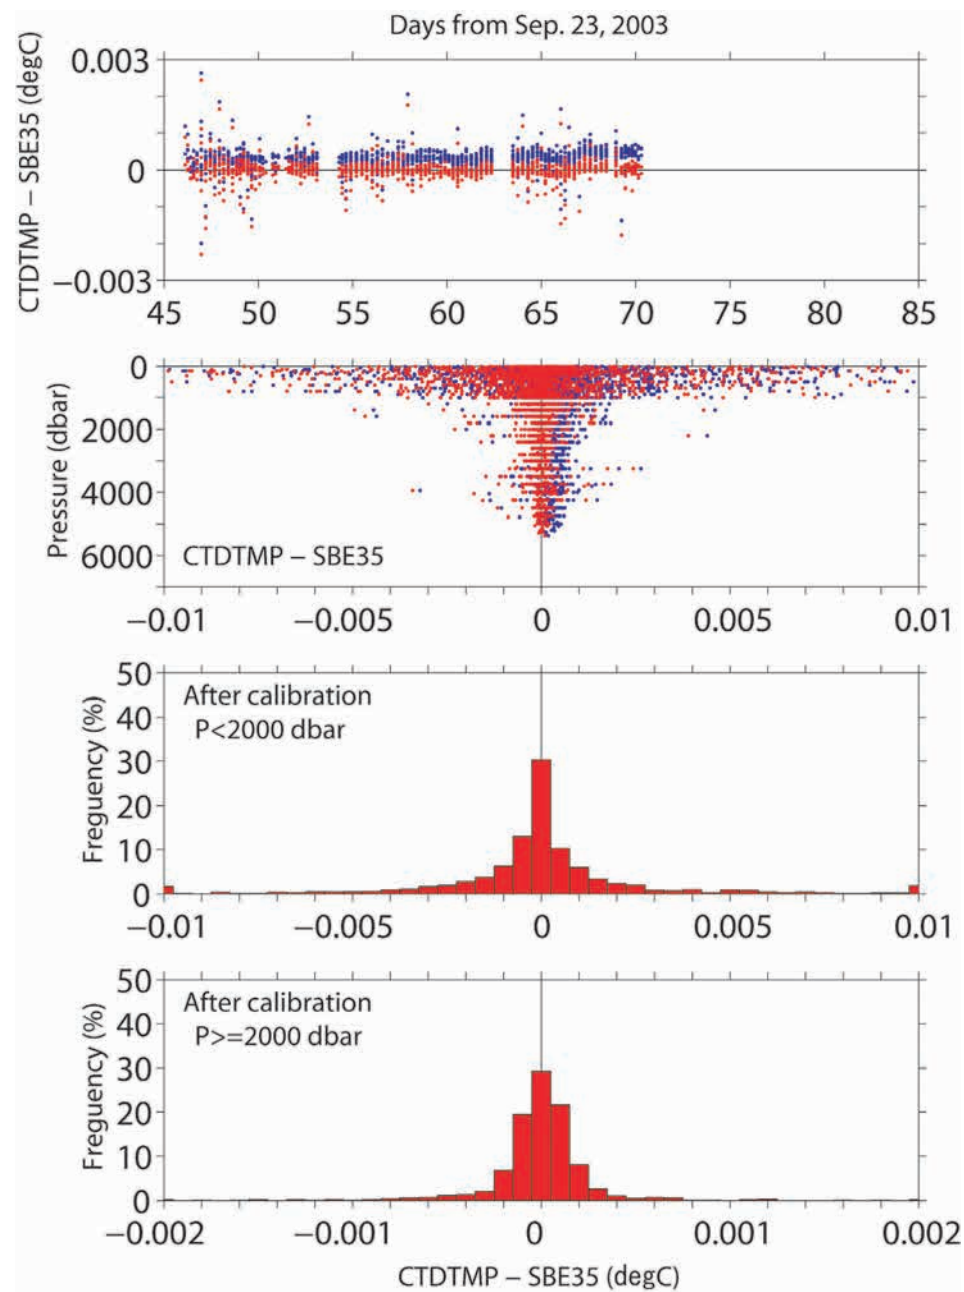 Days from Sep. 23, 2003
CTDTMP – SBE35 (degC)
0.003
0
−0.003
45 50 55 60 65 70 75 80 85
Pressure (dbar)
0
2000
4000
6000
CTDTMP – SBE35
−0.01 −0.005 0 0.005 0.01
Freguency (%)
50
40
30
20
10
0
After calibration
P<2000 dbar
−0.01 −0.005 0 0.005 0.01
Freguency (%)
50
40
30
20
10
0
After calibration
P>=2000 dbar
−0.002 −0.001 0 0.001 0.002
CTDTMP – SBE35 (degC)